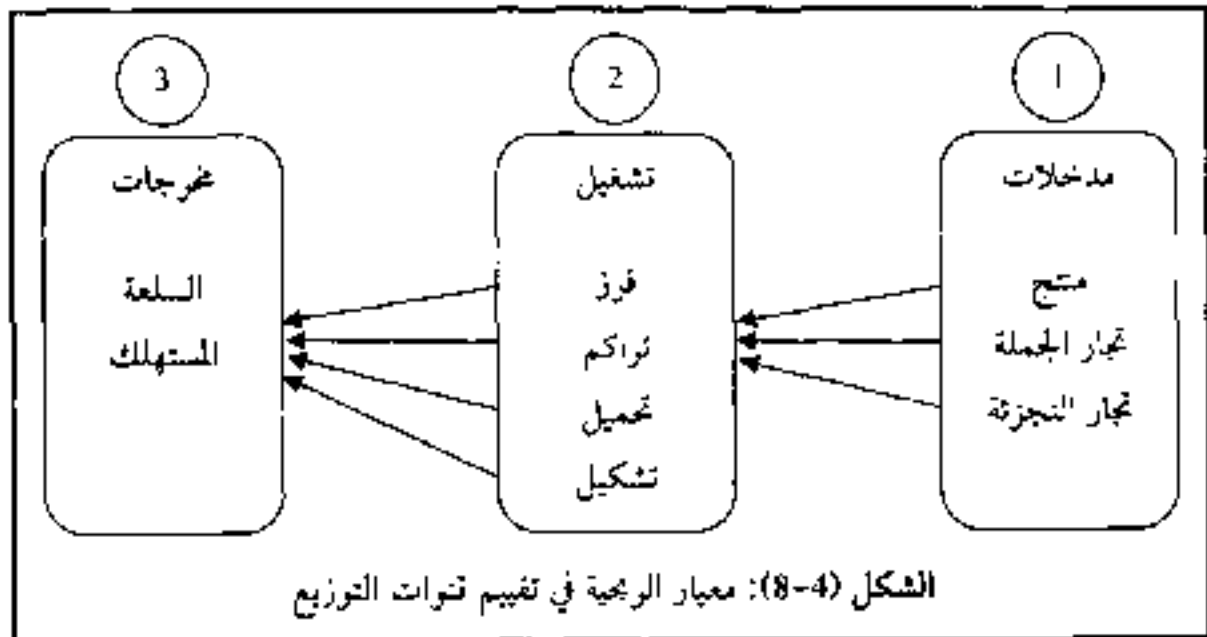 1
مدخلات
منتج
تجار الجملة
تجار التجزئة
2
تشغيل
فرز
تراكم
تحميل
تشكيل
3
مخرجات
السلعة
المستهلك
الشكل (4-8): معيار الربحية في تقييم قنوات التوزيع